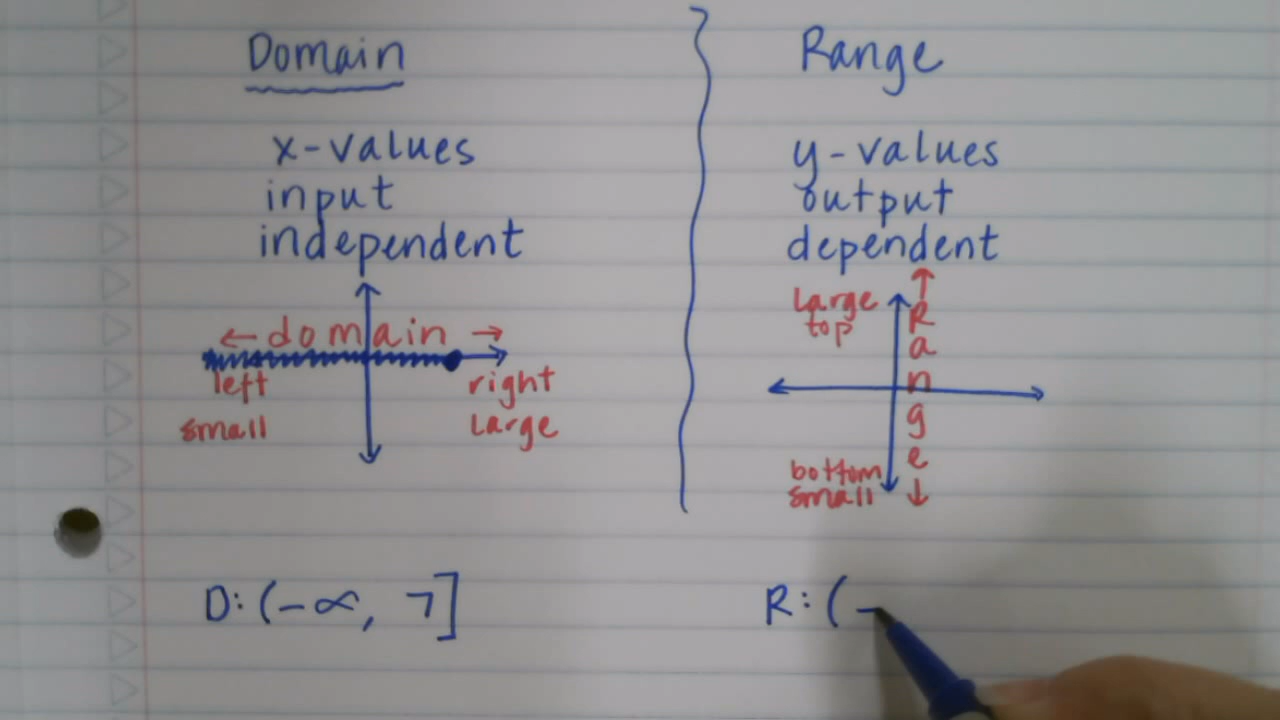 Domain
x-values
input
independent
← domain →
left
small
right
large
D: (-∞, 7]
Range
y-values
output
dependent
large
top
Range
bottom
small
R: (-